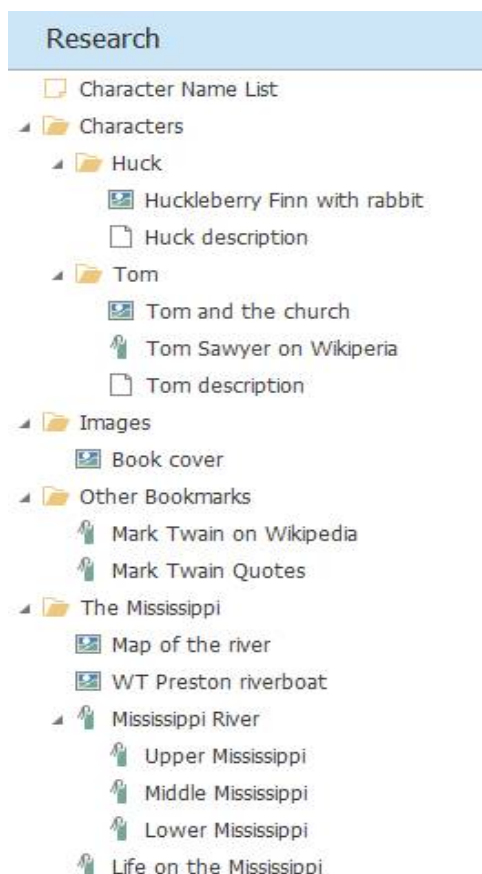 Research
Character Name List
Characters
Huck
Huckleberry Finn with rabbit
Huck description
Tom
Tom and the church
Tom Sawyer on Wikiperia
Tom description
Images
Book cover
Other Bookmarks
Mark Twain on Wikipedia
Mark Twain Quotes
The Mississippi
Map of the river
WT Preston riverboat
Mississippi River
Upper Mississippi
Middle Mississippi
Lower Mississippi
Life on the Mississippi